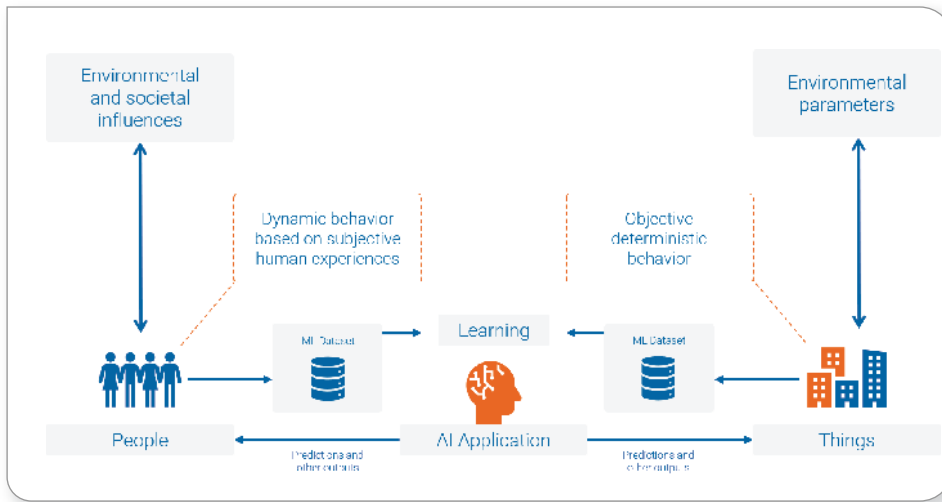 Environmental
and societal
influences
Environmental
parameters
Dynamic behavior
based on subjective
human experiences
Objective
deterministic
behavior
ML Dataset
Learning
ML Dataset
People
AI Application
Things
Predictions and
other outputs
Predictions and
other outputs